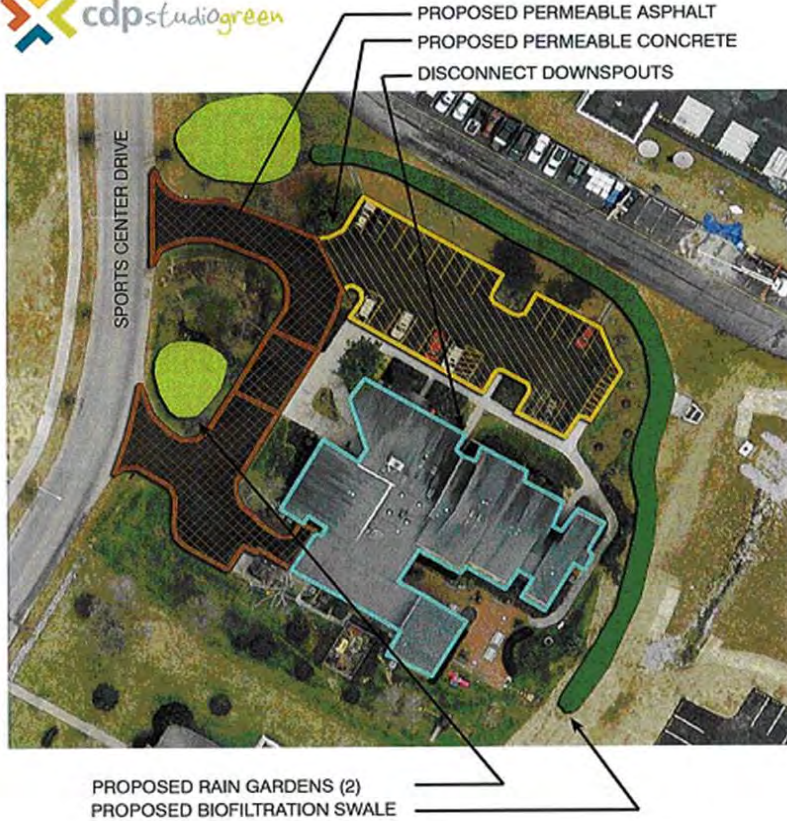 cdpstudiogreen
PROPOSED PERMEABLE ASPHALT
PROPOSED PERMEABLE CONCRETE
DISCONNECT DOWNSPOUTS
SPORTS CENTER DRIVE
PROPOSED RAIN GARDENS (2)
PROPOSED BIOFILTRATION SWALE